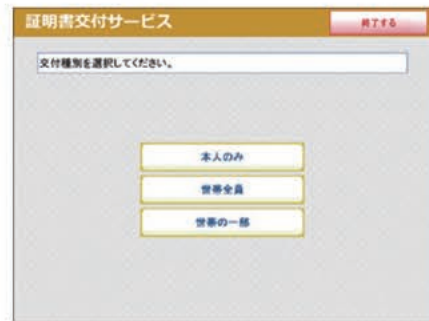 証明書交付サービス
終了する
交付種別を選択してください。
本人のみ
世帯全員
世帯の一部